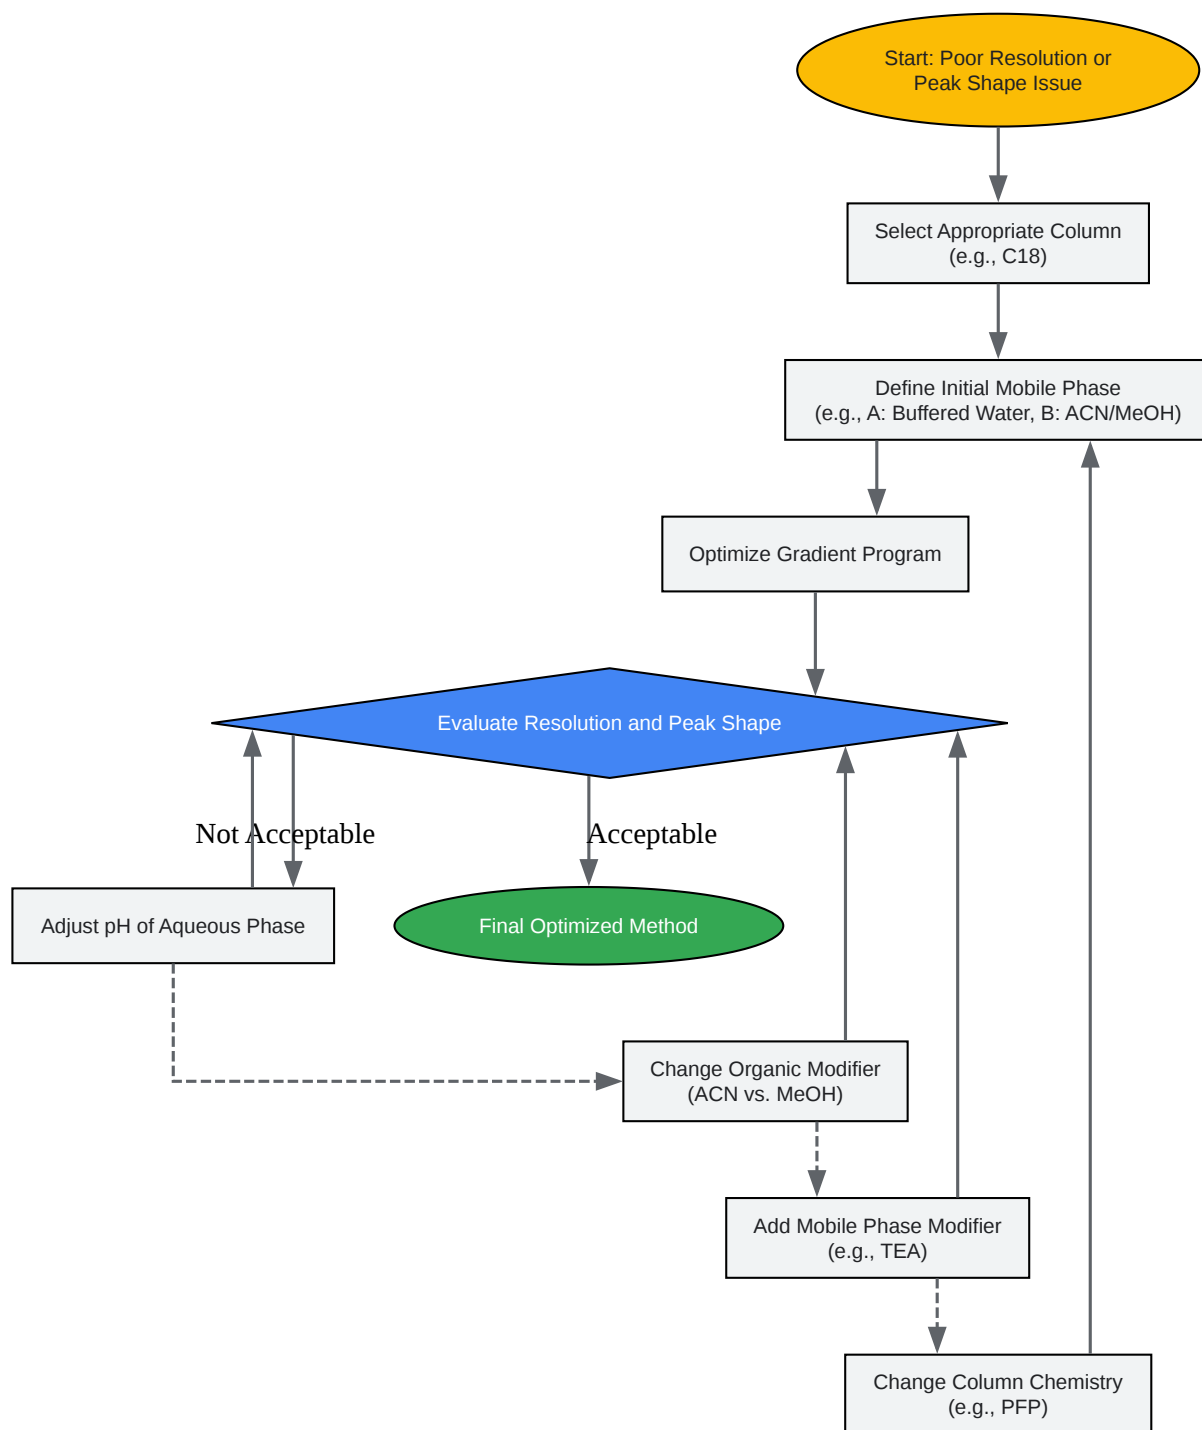 Start: Poor Resolution or
Peak Shape Issue
Select Appropriate Column
(e.g., C18)
Define Initial Mobile Phase
(e.g., A: Buffered Water, B: ACN/MeOH)
Optimize Gradient Program
Evaluate Resolution and Peak Shape
Not Acceptable
Acceptable
Adjust pH of Aqueous Phase
Final Optimized Method
Change Organic Modifier
(ACN vs. MeOH)
Add Mobile Phase Modifier
(e.g., TEA)
Change Column Chemistry
(e.g., PFP)